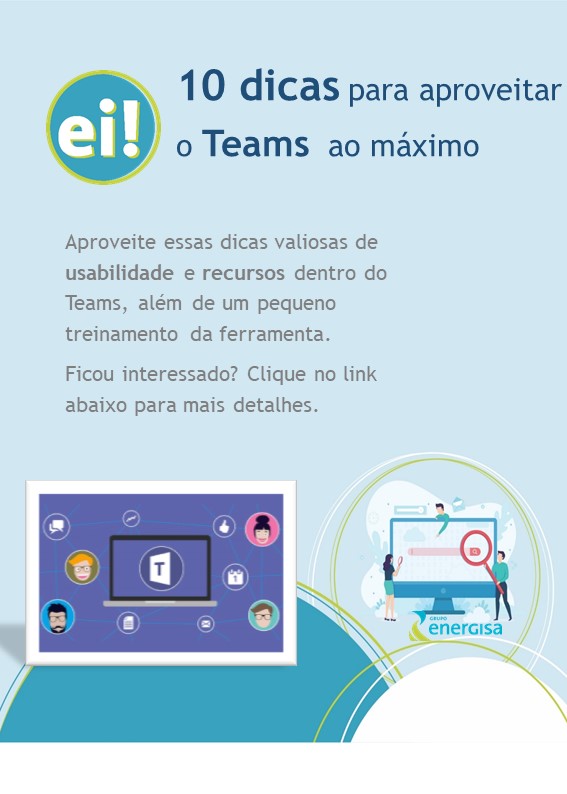 ei!
10 dicas para aproveitar
o Teams ao máximo
Aproveite essas dicas valiosas de
usabilidade e recursos dentro do
Teams, além de um pequeno
treinamento da ferramenta.
Ficou interessado? Clique no link
abaixo para mais detalhes.
T
GRUPO
energisa